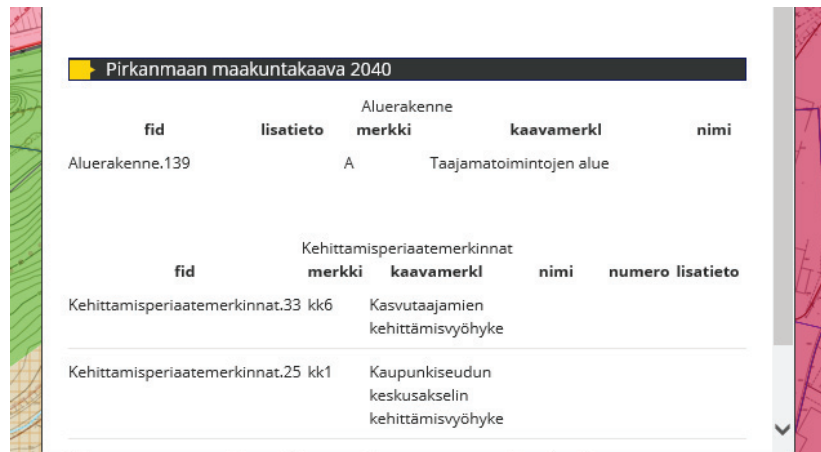 Pirkanmaan maakuntakaava 2040
Aluerakenne
fid lisatieto merkki kaavamerkl nimi
Aluerakenne.139 A Taajamatoimintojen alue
Kehittamisperiaatemerkinnat
fid merkki kaavamerkl nimi numero lisatieto
Kehittamisperiaatemerkinnat.33 kk6 Kasvutaajamien
kehittämisvyöhyke
Kehittamisperiaatemerkinnat.25 kk1 Kaupunkiseudun
keskusakselin
kehittämisvyöhyke